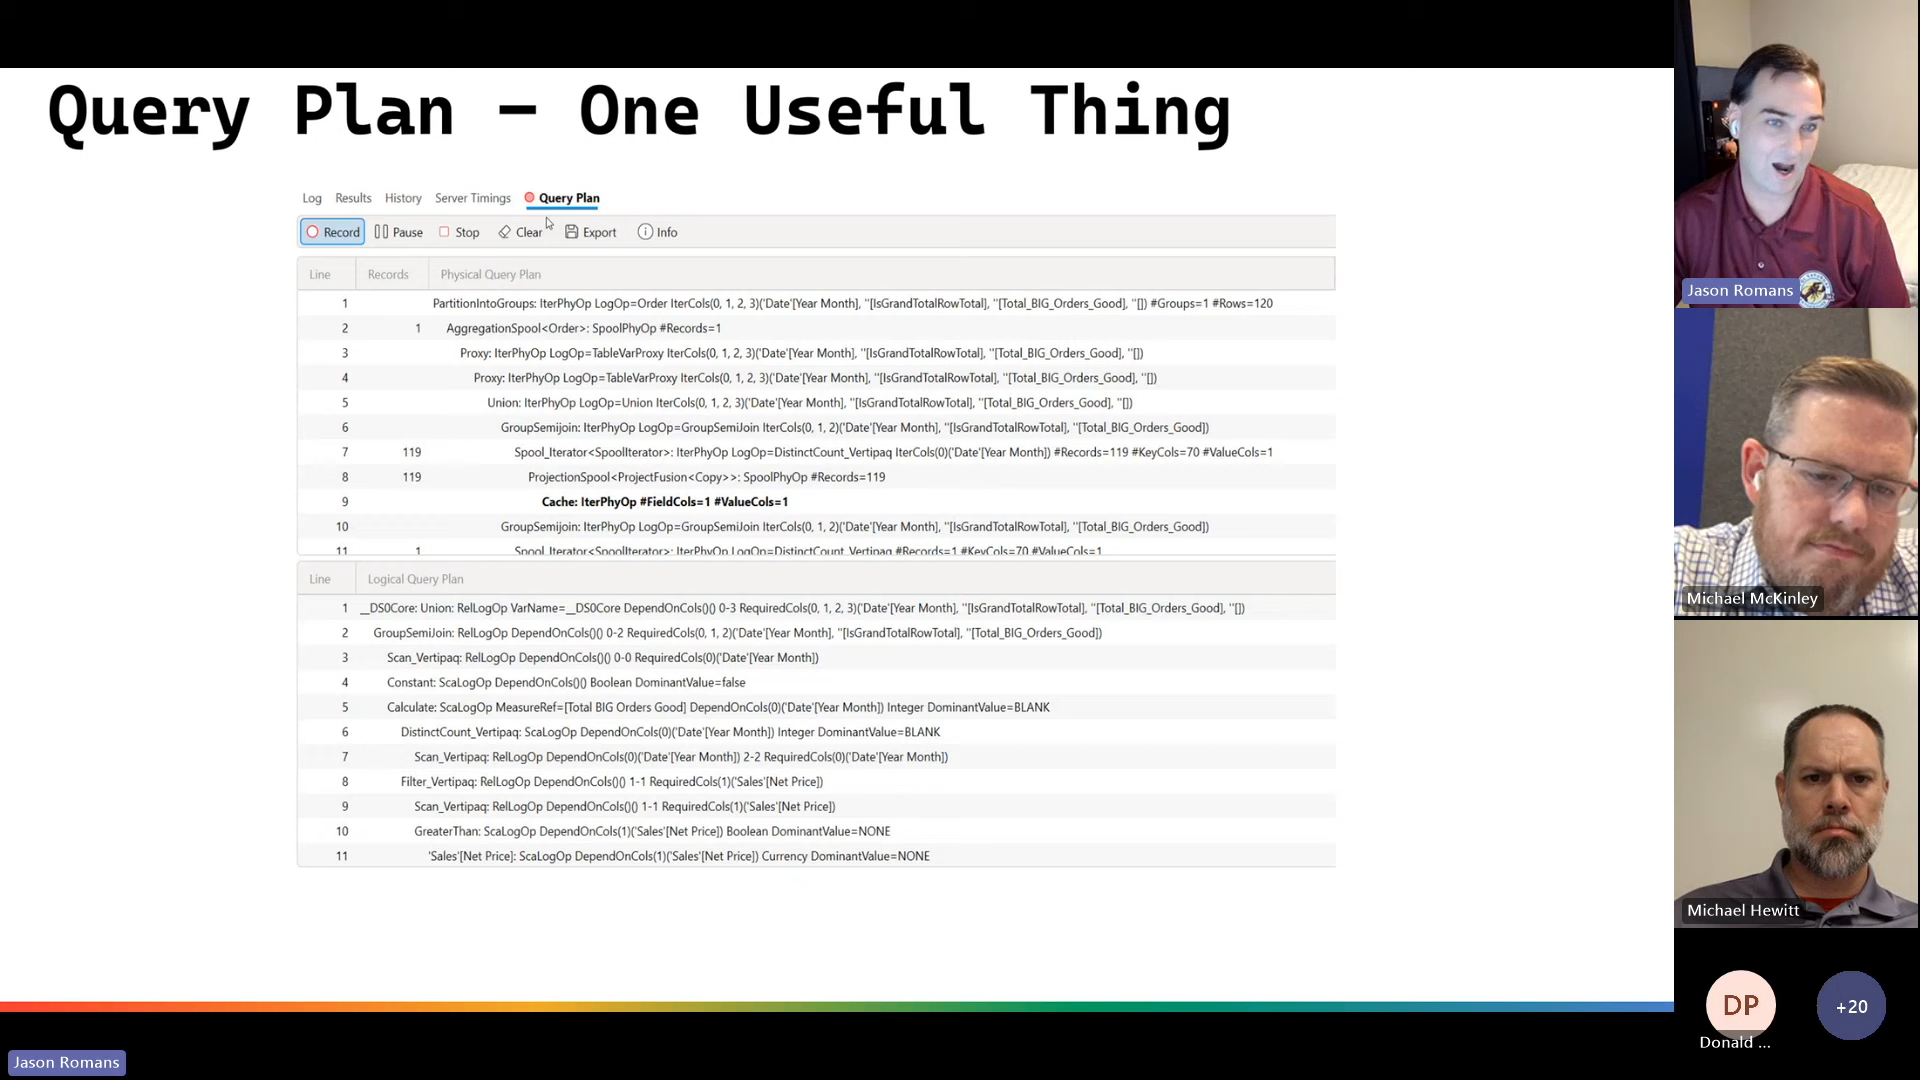 Query Plan – One Useful Thing
Log Results History Server Timings Query Plan
Record Pause Stop Clear Export Info
Line Records Physical Query Plan
1 PartitionIntoGroups: IterPhyOp LogOp=Order IterCols(0, 1, 2, 3)('Date'[Year Month], ''[IsGrandTotalRowTotal], ''[Total_BIG_Orders_Good], ''[]) #Groups=1 #Rows=120
2 1 AggregationSpool<Order>: SpoolPhyOp #Records=1
3 Proxy: IterPhyOp LogOp=TableVarProxy IterCols(0, 1, 2, 3)('Date'[Year Month], ''[IsGrandTotalRowTotal], ''[Total_BIG_Orders_Good], ''[])
4 Proxy: IterPhyOp LogOp=TableVarProxy IterCols(0, 1, 2, 3)('Date'[Year Month], ''[IsGrandTotalRowTotal], ''[Total_BIG_Orders_Good], ''[])
5 Union: IterPhyOp LogOp=Union IterCols(0, 1, 2, 3)('Date'[Year Month], ''[IsGrandTotalRowTotal], ''[Total_BIG_Orders_Good], ''[])
6 GroupSemijoin: IterPhyOp LogOp=GroupSemiJoin IterCols(0, 1, 2)('Date'[Year Month], ''[IsGrandTotalRowTotal], ''[Total_BIG_Orders_Good])
7 119 Spool_Iterator<SpoolIterator>: IterPhyOp LogOp=DistinctCount_Vertipaq IterCols(0)('Date'[Year Month]) #Records=119 #KeyCols=70 #ValueCols=1
8 119 ProjectionSpool<ProjectFusion<Copy>>: SpoolPhyOp #Records=119
9 Cache: IterPhyOp #FieldCols=1 #ValueCols=1
10 GroupSemijoin: IterPhyOp LogOp=GroupSemiJoin IterCols(0, 1, 2)('Date'[Year Month], ''[IsGrandTotalRowTotal], ''[Total_BIG_Orders_Good])
11 1 Spool_Iterator<SpoolIterator>: IterPhyOp LogOp=DistinctCount_Vertipaq #Records=1 #KeyCols=70 #ValueCols=1
Line Logical Query Plan
1 __DS0Core: Union: RelLogOp VarName=__DS0Core DependOnCols()() 0-3 RequiredCols(0, 1, 2, 3)('Date'[Year Month], ''[IsGrandTotalRowTotal], ''[Total_BIG_Orders_Good], ''[])
2 GroupSemiJoin: RelLogOp DependOnCols()() 0-2 RequiredCols(0, 1, 2)('Date'[Year Month], ''[IsGrandTotalRowTotal], ''[Total_BIG_Orders_Good])
3 Scan_Vertipaq: RelLogOp DependOnCols()() 0-0 RequiredCols(0)('Date'[Year Month])
4 Constant: ScaLogOp DependOnCols()() Boolean DominantValue=false
5 Calculate: ScaLogOp MeasureRef=[Total BIG Orders Good] DependOnCols(0)('Date'[Year Month]) Integer DominantValue=BLANK
6 DistinctCount_Vertipaq: ScaLogOp DependOnCols(0)('Date'[Year Month]) Integer DominantValue=BLANK
7 Scan_Vertipaq: RelLogOp DependOnCols(0)('Date'[Year Month]) 2-2 RequiredCols(0)('Date'[Year Month])
8 Filter_Vertipaq: RelLogOp DependOnCols()() 1-1 RequiredCols(1)('Sales'[Net Price])
9 Scan_Vertipaq: RelLogOp DependOnCols()() 1-1 RequiredCols(1)('Sales'[Net Price])
10 GreaterThan: ScaLogOp DependOnCols(1)('Sales'[Net Price]) Boolean DominantValue=NONE
11 'Sales'[Net Price]: ScaLogOp DependOnCols(1)('Sales'[Net Price]) Currency DominantValue=NONE
Jason Romans
Michael McKinley
Michael Hewitt
DP
Donald ...
+20
Jason Romans